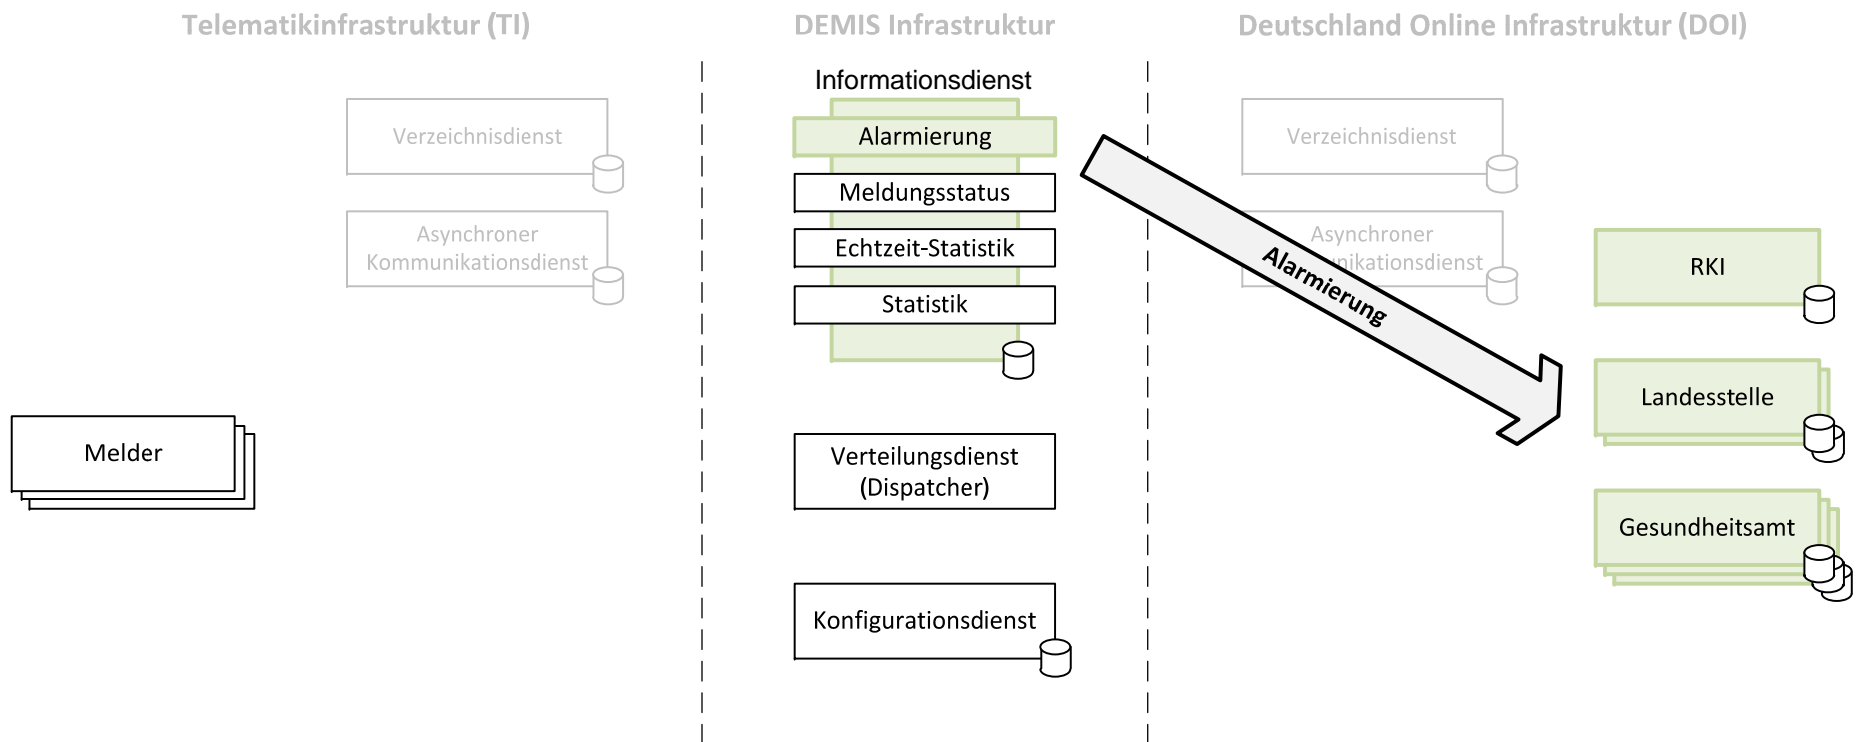 Telematikinfrastruktur (TI)
DEMIS Infrastruktur
Deutschland Online Infrastruktur (DOI)
Informationsdienst
Verzeichnisdienst
Alarmierung
Verzeichnisdienst
Meldungsstatus
Asynchroner
Kommunikationsdienst
Echtzeit-Statistik
Asynchroner
nikationsdienst
Alarmierung
RKI
Statistik
Landesstelle
Melder
Verteilungsdienst
(Dispatcher)
Gesundheitsamt
Konfigurationsdienst